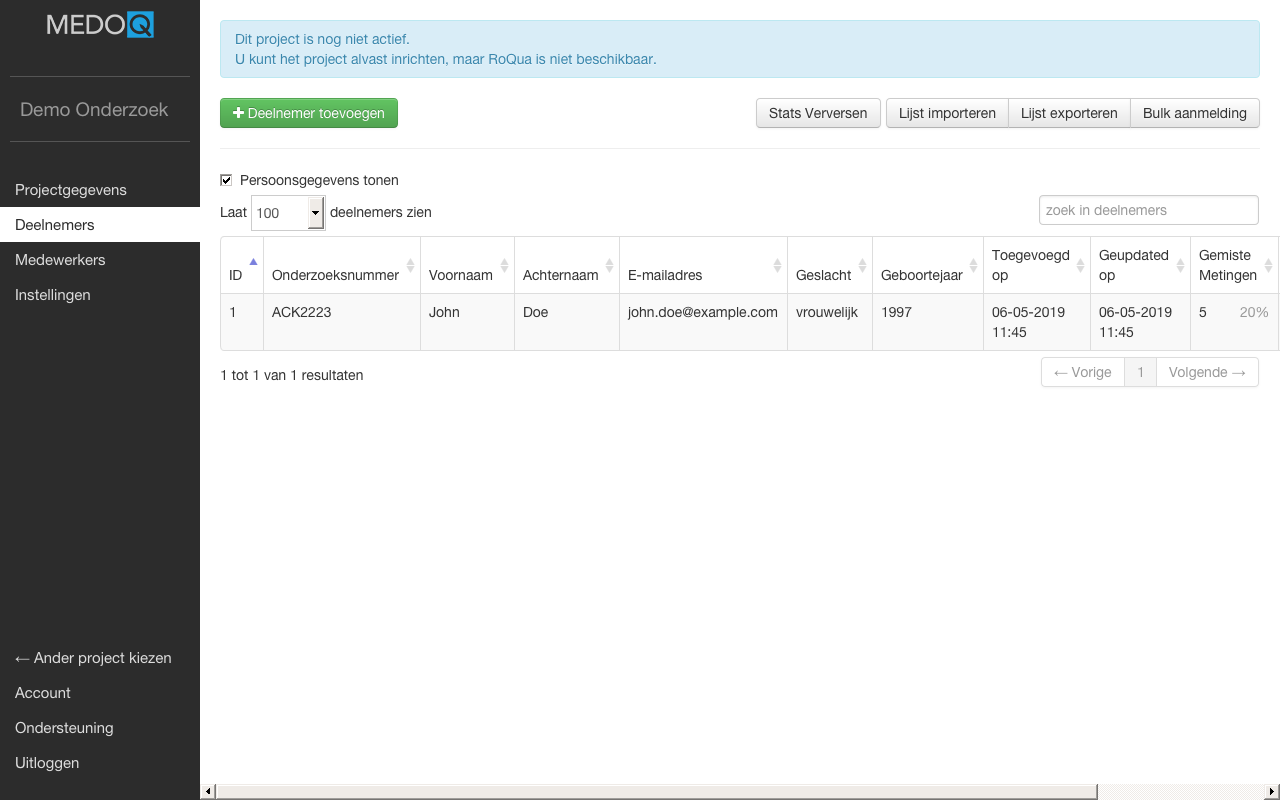 MEDOQ
Demo Onderzoek
Projectgegevens
Deelnemers
Medewerkers
Instellingen
← Ander project kiezen
Account
Ondersteuning
Uitloggen
Dit project is nog niet actief.
U kunt het project alvast inrichten, maar RoQua is niet beschikbaar.
+ Deelnemer toevoegen
Stats Verversen
Lijst importeren
Lijst exporteren
Bulk aanmelding
Persoonsgegevens tonen
Laat 100 deelnemers zien
zoek in deelnemers
ID Onderzoeksnummer Voornaam Achternaam E-mailadres Geslacht Geboortejaar Toegevoegd op Geupdated op Gemiste Metingen
1 ACK2223 John Doe john.doe@example.com vrouwelijk 1997 06-05-2019 11:45 06-05-2019 11:45 5 20%
1 tot 1 van 1 resultaten
← Vorige 1 Volgende →